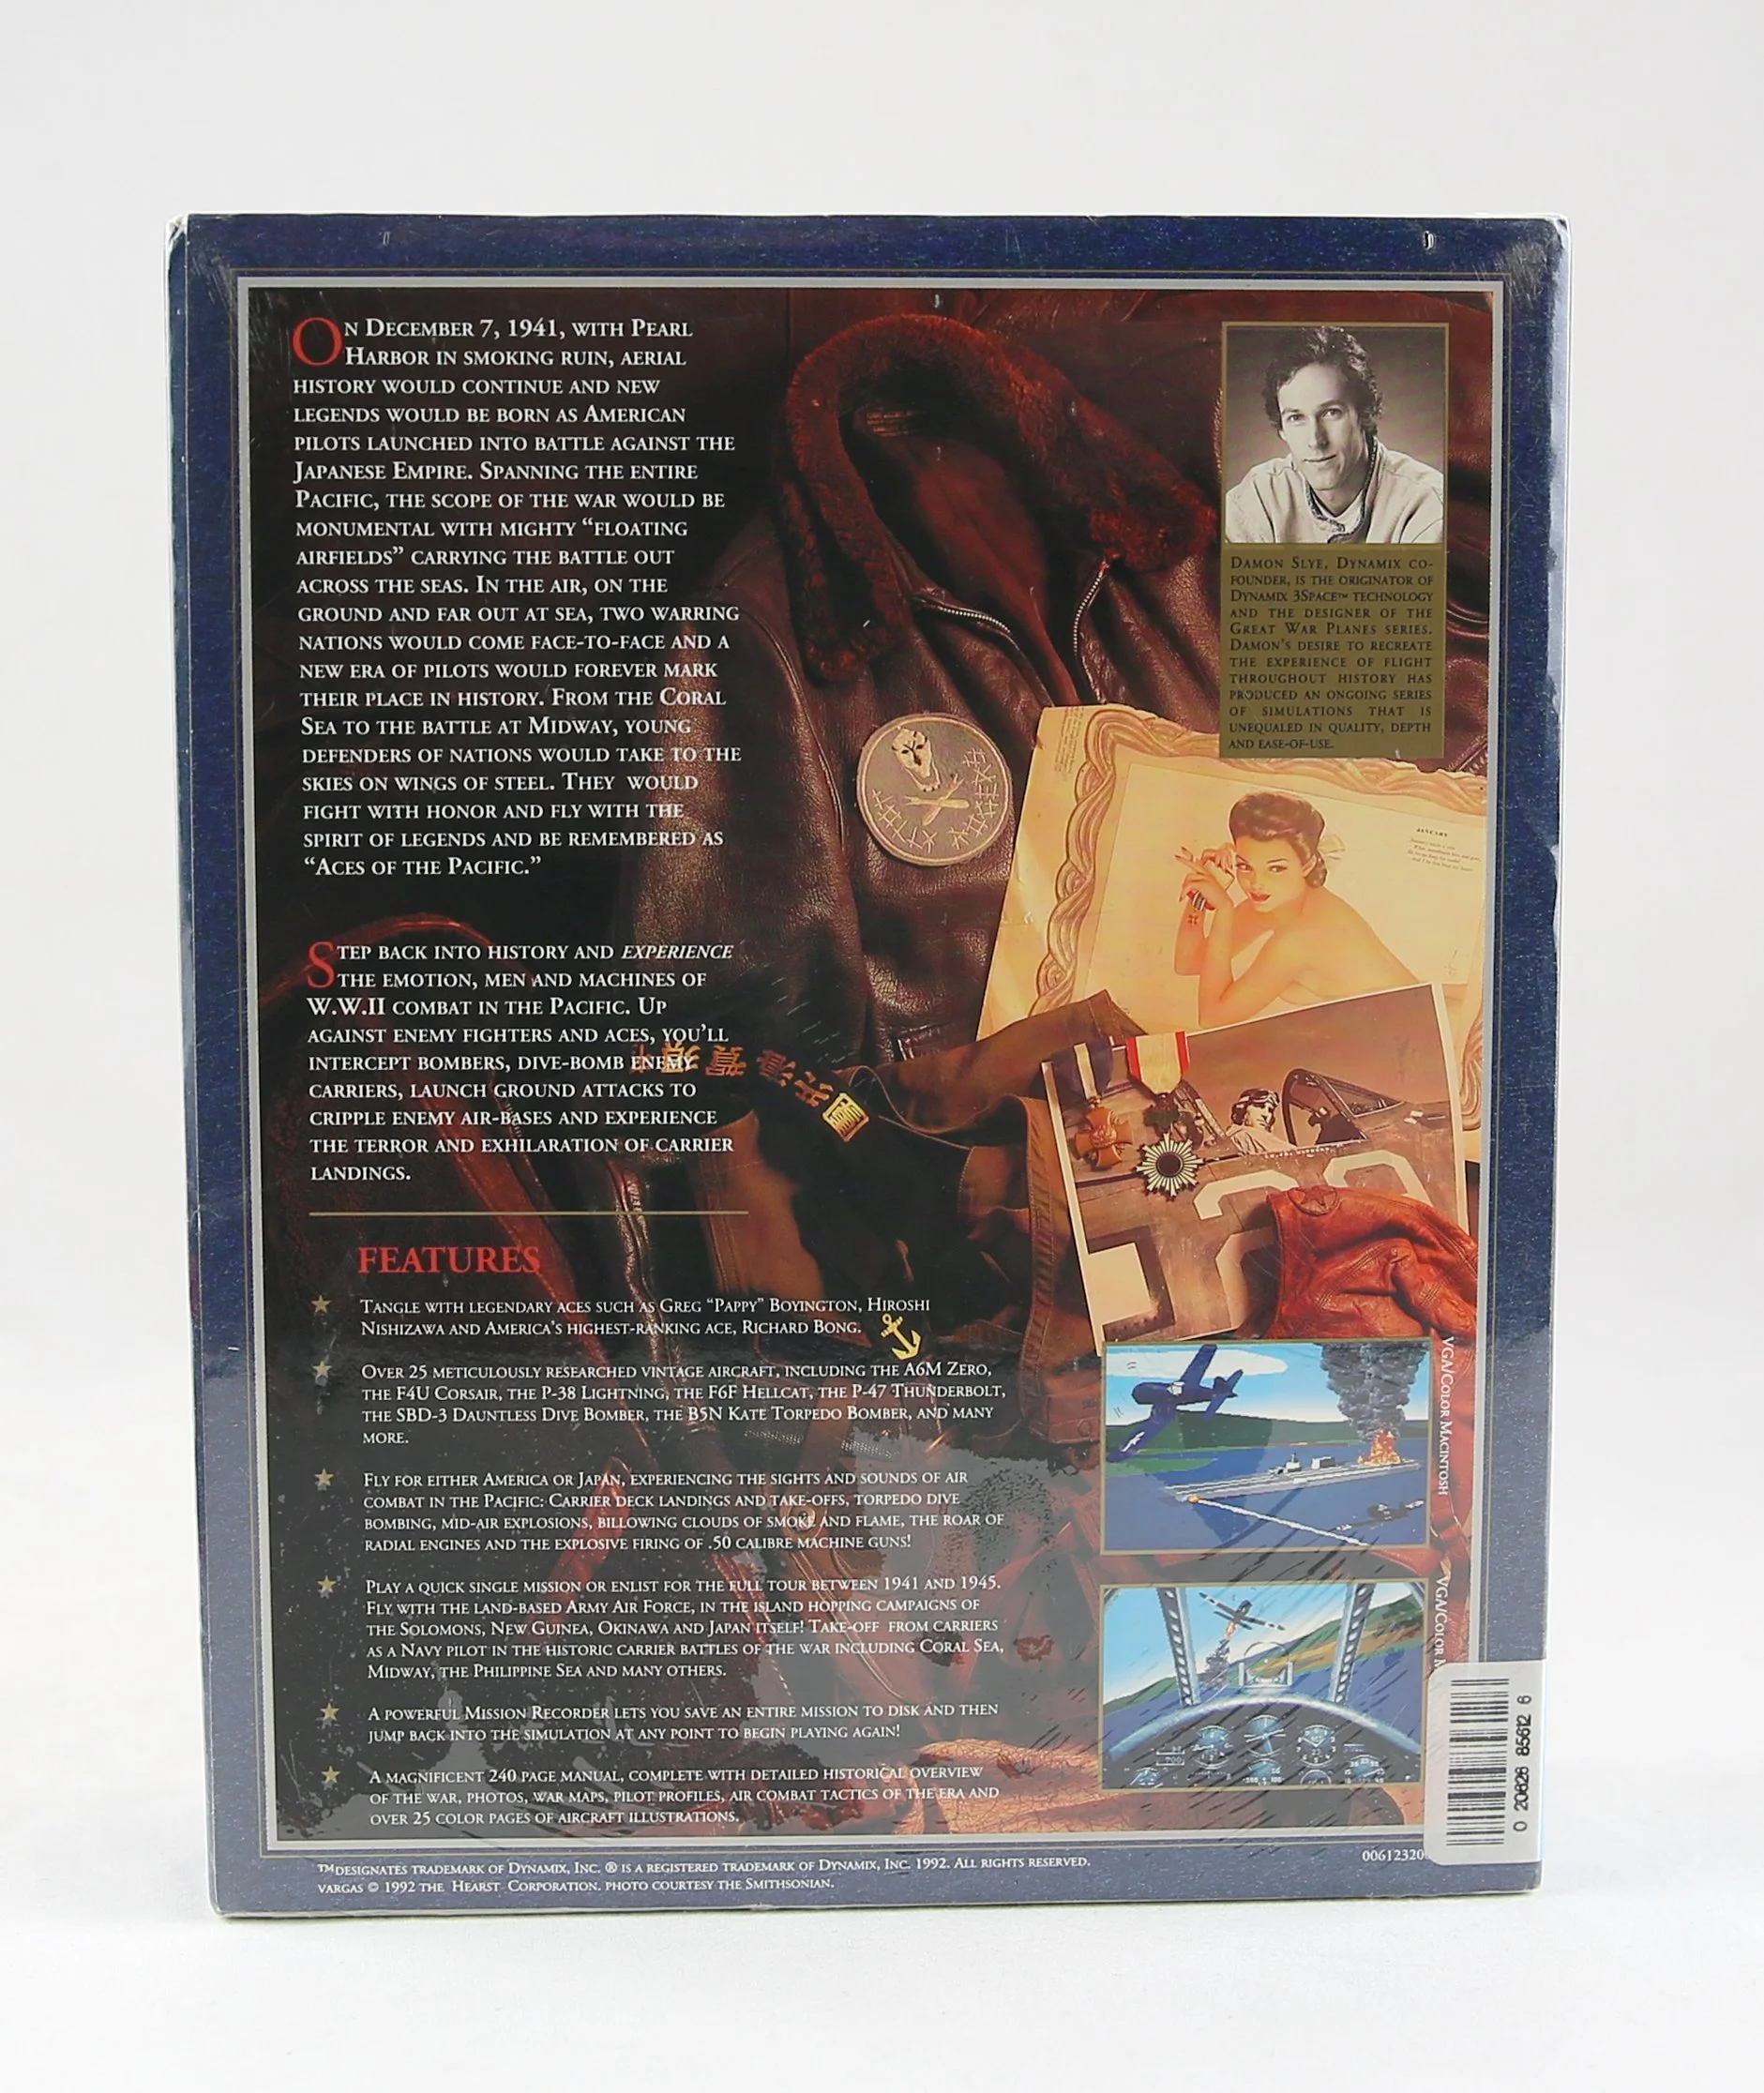 On December 7, 1941, with Pearl
Harbor in smoking ruin, aerial
history would continue and new
legends would be born as American
pilots launched into battle against the
Japanese Empire. Spanning the entire
Pacific, the scope of the war would be
monumental with mighty “floating
airfields” carrying the battle out
across the seas. In the air, on the
ground and far out at sea, two warring
nations would come face-to-face and a
new era of pilots would forever mark
their place in history. From the Coral
Sea to the battle at Midway, young
defenders of nations would take to the
skies on wings of steel. They would
fight with honor and fly with the
spirit of legends and be remembered as
“Aces of the Pacific.”
Step back into history and experience
the emotion, men and machines of
W.W.II combat in the Pacific. Up
against enemy fighters and aces, you'll
intercept bombers, dive-bomb enemy
carriers, launch ground attacks to
cripple enemy air-bases and experience
the terror and exhilaration of carrier
landings.
FEATURES
Tangle with legendary aces such as Greg “Pappy” Boyington, Hiroshi
Nishizawa and America's highest-ranking ace, Richard Bong.
Over 25 meticulously researched vintage aircraft, including the A6M Zero,
the F4U Corsair, the P-38 Lightning, the F6F Hellcat, the P-47 Thunderbolt,
the SBD-3 Dauntless Dive Bomber, the B5N Kate Torpedo Bomber, and many
more.
Fly for either America or Japan, experiencing the sights and sounds of air
combat in the Pacific: Carrier deck landings and take-offs, torpedo dive
bombing, mid-air explosions, billowing clouds of smoke and flame, the roar of
radial engines and the explosive firing of .50 calibre machine guns!
Play a quick single mission or enlist for the full tour between 1941 and 1945.
Fly with the land-based Army Air Force, in the island hopping campaigns of
the Solomons, New Guinea, Okinawa and Japan itself! Take-off from carriers
as a Navy pilot in the historic carrier battles of the war including Coral Sea,
Midway, the Philippine Sea and many others.
A powerful Mission Recorder lets you save an entire mission to disk and then
jump back into the simulation at any point to begin playing again!
A magnificent 240 page manual, complete with detailed historical overview
of the war, photos, war maps, pilot profiles, air combat tactics of the era and
over 25 color pages of aircraft illustrations.
Damon Slye, Dynamix co-
founder, is the originator of
Dynamix 3Space™ technology
and the designer of the
Great War Planes series.
Damon's desire to recreate
the experience of flight
throughout history has
produced an ongoing series
of simulations that is
unequaled in quality, depth
and ease-of-use.
JANUARY
VGA/Color Macintosh
VGA/Color M
0 20626 85612 6
00612320
™designates trademark of Dynamix, Inc. ® is a registered trademark of Dynamix, Inc. 1992. All rights reserved.
Vargas © 1992 The Hearst Corporation. Photo courtesy the Smithsonian.